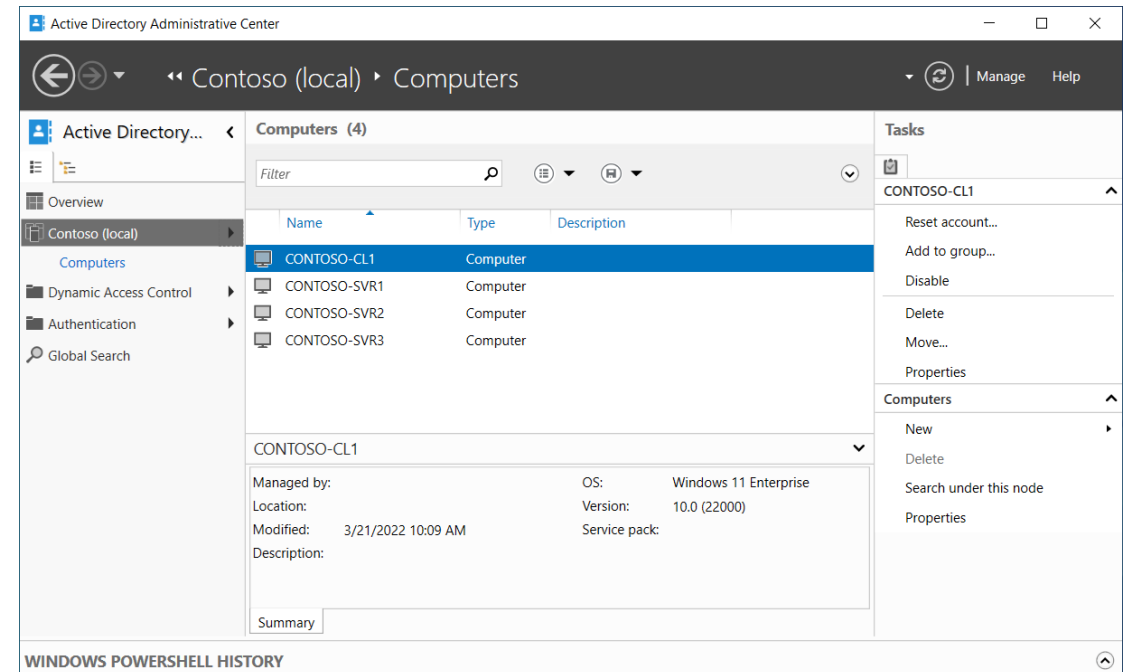 Active Directory Administrative Center
Contoso (local) Computers
Manage Help
Active Directory...
Overview
Contoso (local)
Computers
Dynamic Access Control
Authentication
Global Search
Computers (4)
Filter
Name Type Description
CONTOSO-CL1 Computer
CONTOSO-SVR1 Computer
CONTOSO-SVR2 Computer
CONTOSO-SVR3 Computer
CONTOSO-CL1
Managed by: OS: Windows 11 Enterprise
Location: Version: 10.0 (22000)
Modified: 3/21/2022 10:09 AM Service pack:
Description:
Summary
Tasks
CONTOSO-CL1
Reset account...
Add to group...
Disable
Delete
Move...
Properties
Computers
New
Delete
Search under this node
Properties
WINDOWS POWERSHELL HISTORY